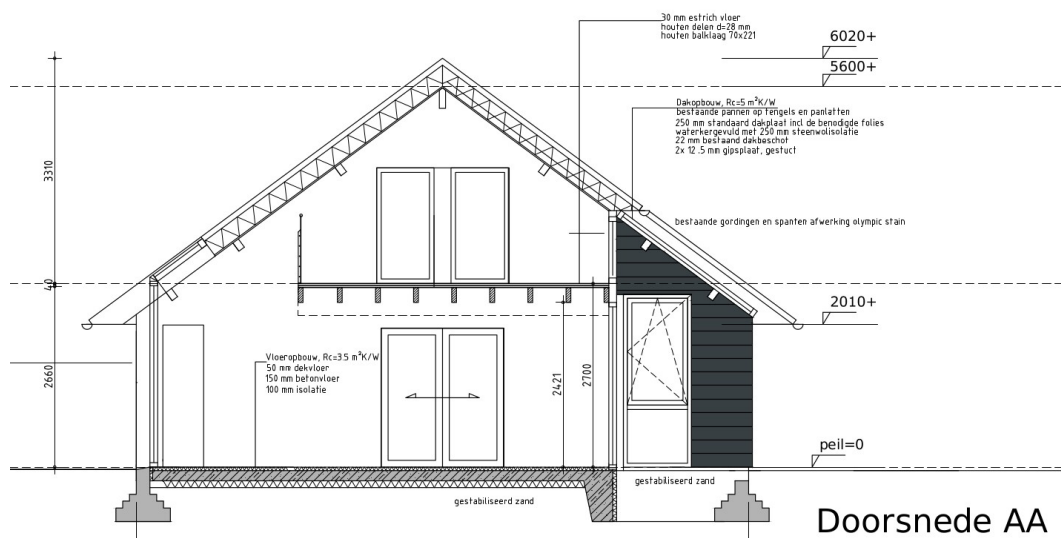 30 mm estrich vloer
houten delen d=28 mm
houten balklaag 70x221
6020+
5600+
Dakopbouw, Rc=5 m²K/W
bestaande pannen op tengels en panlatten
250 mm standaard dakplaat incl de benodigde folies
waterkergevuld met 250 mm steenwolisolatie
22 mm bestaand dakbeschot
2x 12 .5 mm gipsplaat, gestuct
3310
bestaande gordingen en spanten afwerking olympic stain
40
2010+
Vloeropbouw, Rc=3.5 m²K/W
50 mm dekvloer
150 mm betonvloer
100 mm isolatie
2660
2421
2700
peil=0
gestabiliseerd zand
gestabiliseerd zand
Doorsnede AA